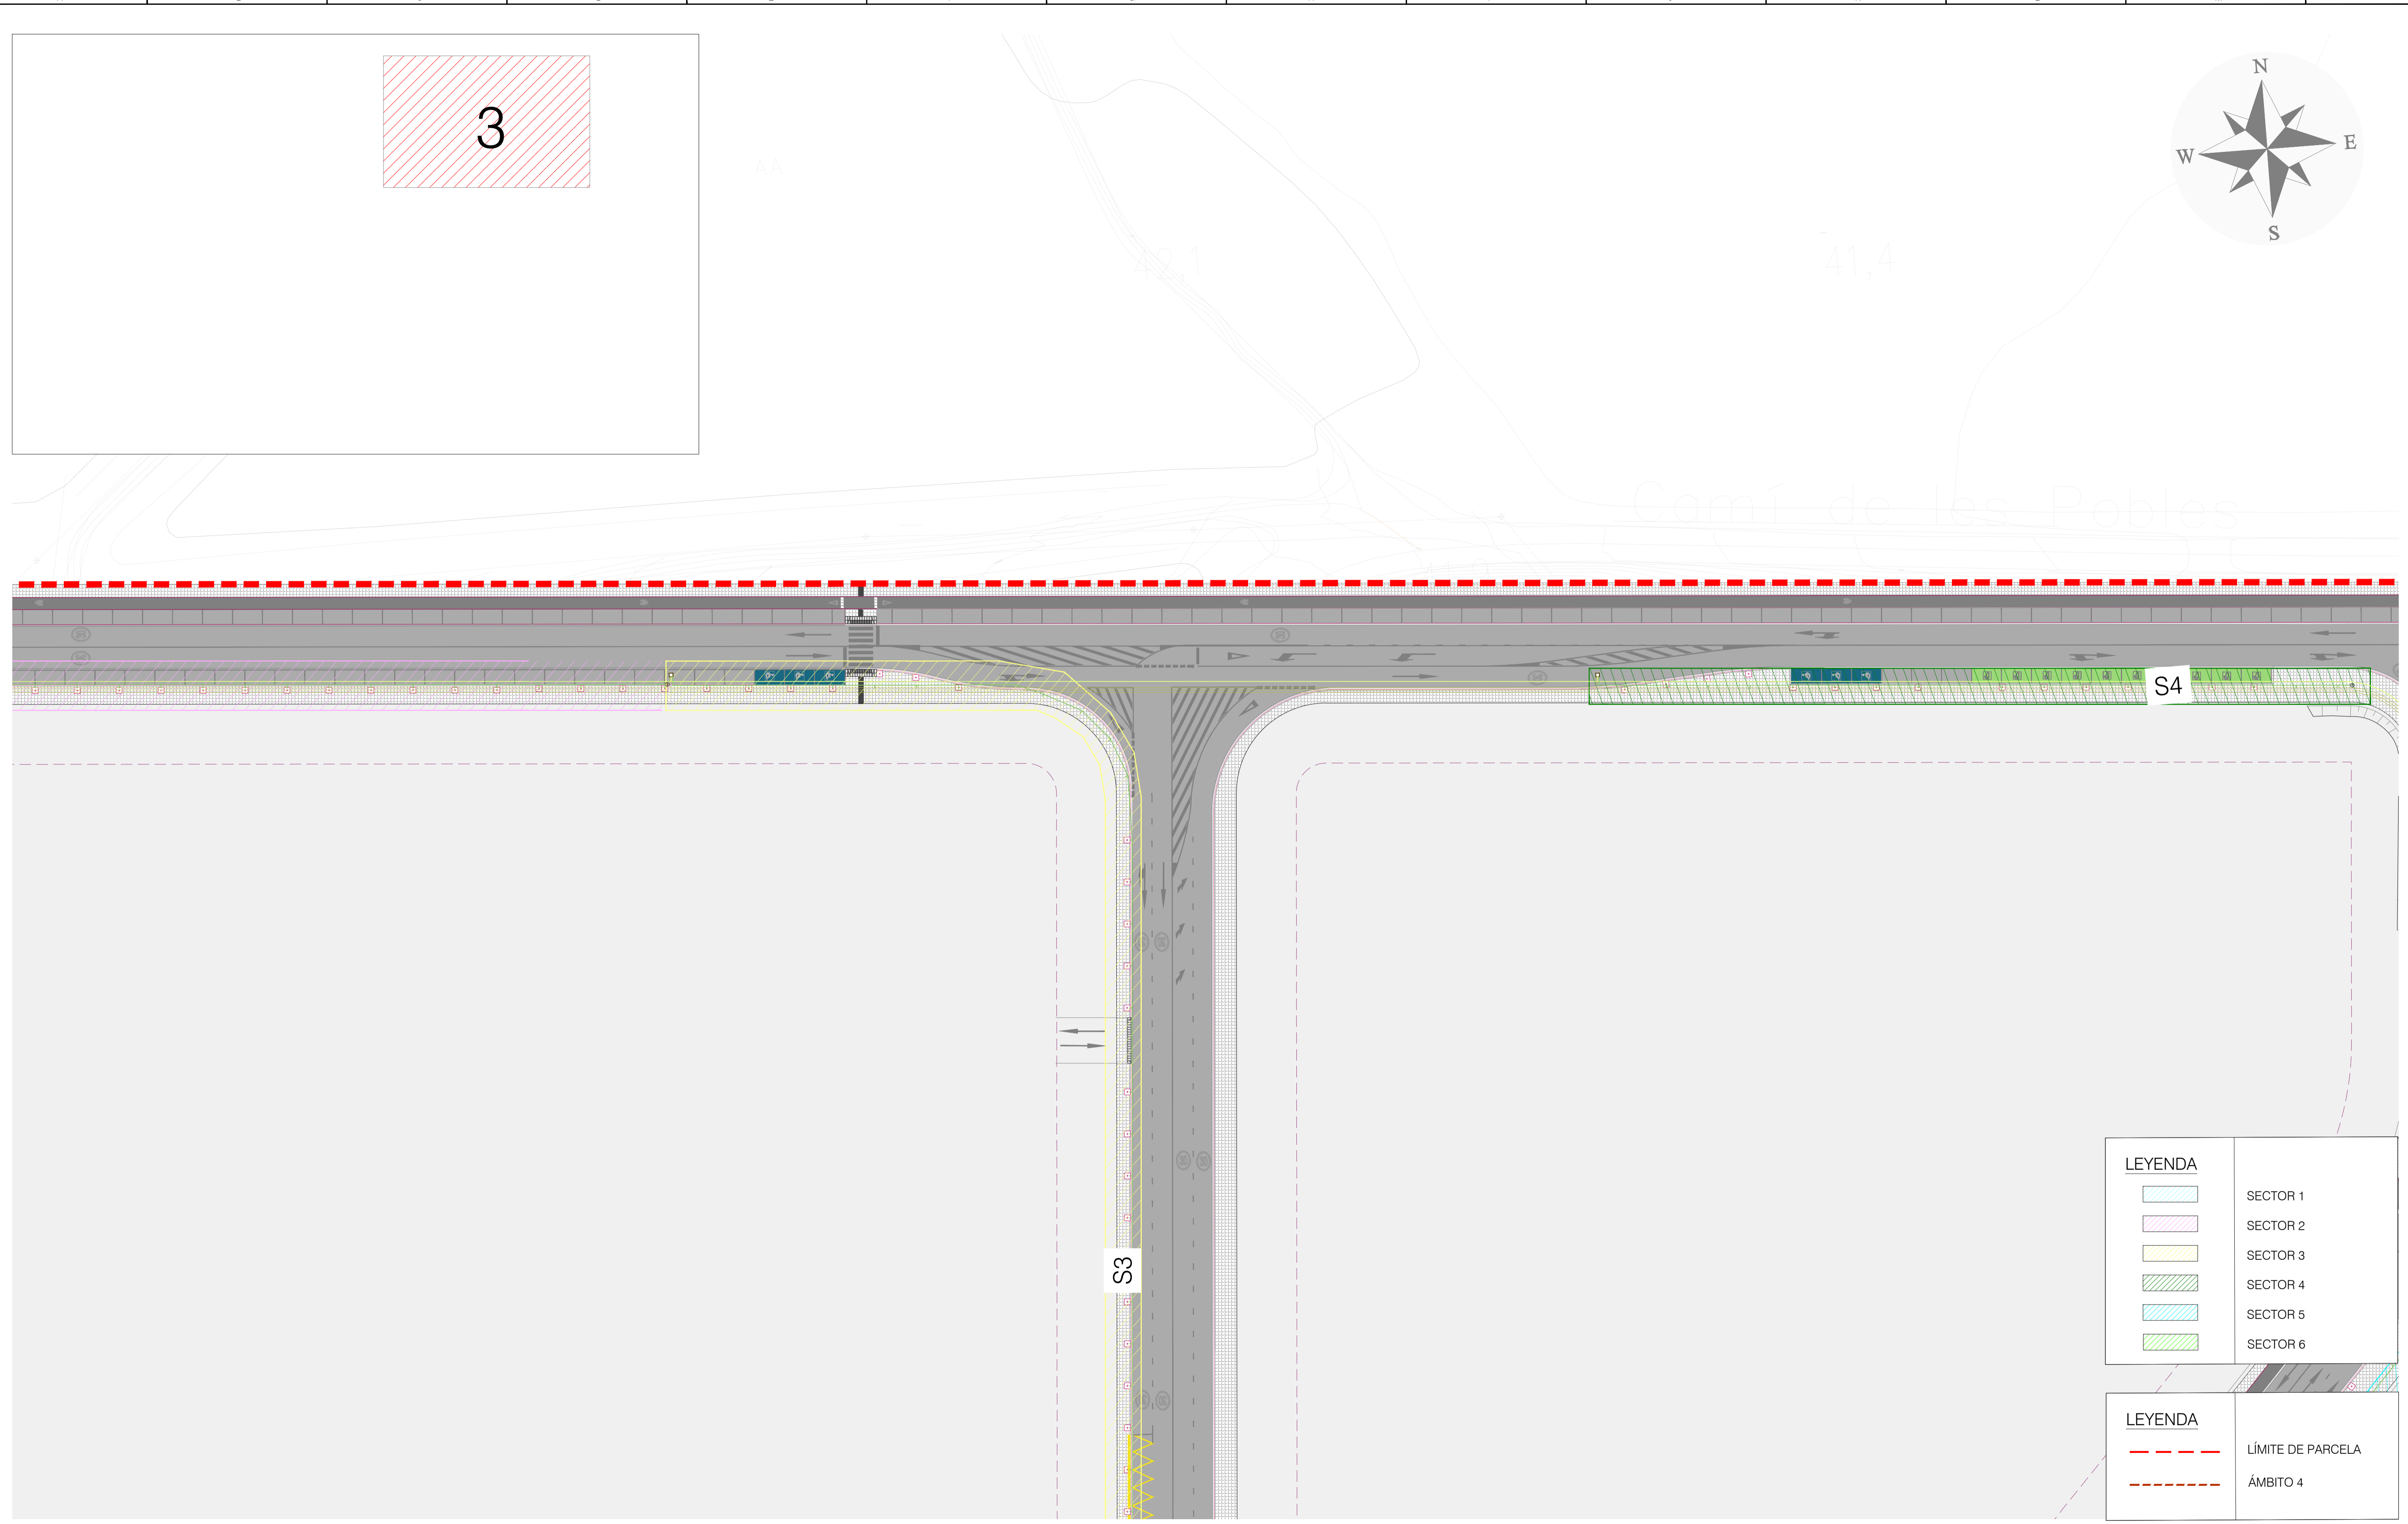 3
N
W
E
S
42,1
41,4
Camí de les Pobles
S4
S3
LEYENDA
SECTOR 1
SECTOR 2
SECTOR 3
SECTOR 4
SECTOR 5
SECTOR 6
LEYENDA
LÍMITE DE PARCELA
ÁMBITO 4